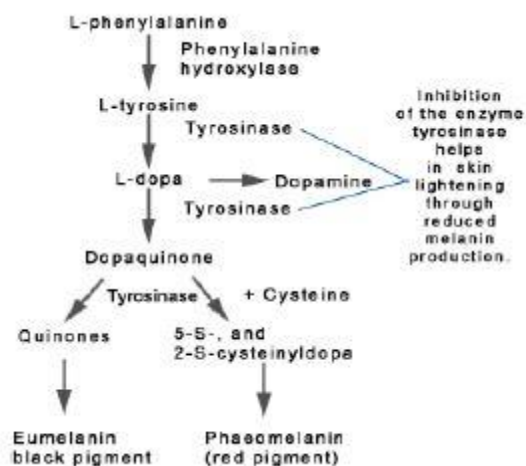 L-phenylalanine
Phenylalanine
hydroxylase
L-tyrosine
Tyrosinase
L-dopa
Dopamine
Tyrosinase
Inhibition
of the enzyme
tyrosinase
helps
in skin
lightening
through
reduced
melanin
production.
Dopaquinone
Tyrosinase
+ Cysteine
Quinones
5-S-, and
2-S-cysteinyldopa
Eumelanin
black pigment
Phaeomelanin
(red pigment)